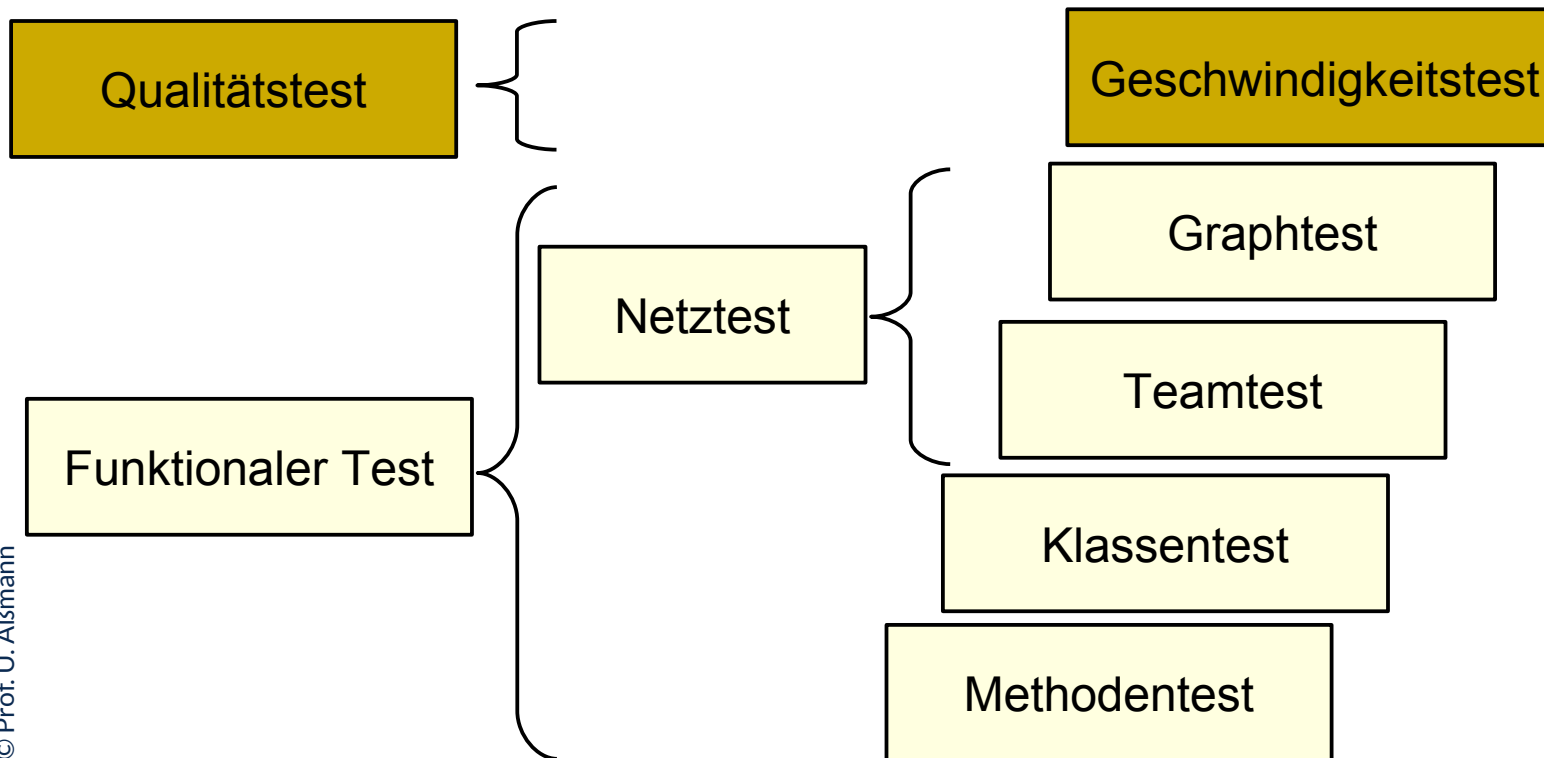 Qualitätstest
Geschwindigkeitstest
Graphtest
Netztest
Teamtest
Funktionaler Test
Klassentest
Methodentest
© Prof. U. Aßmann